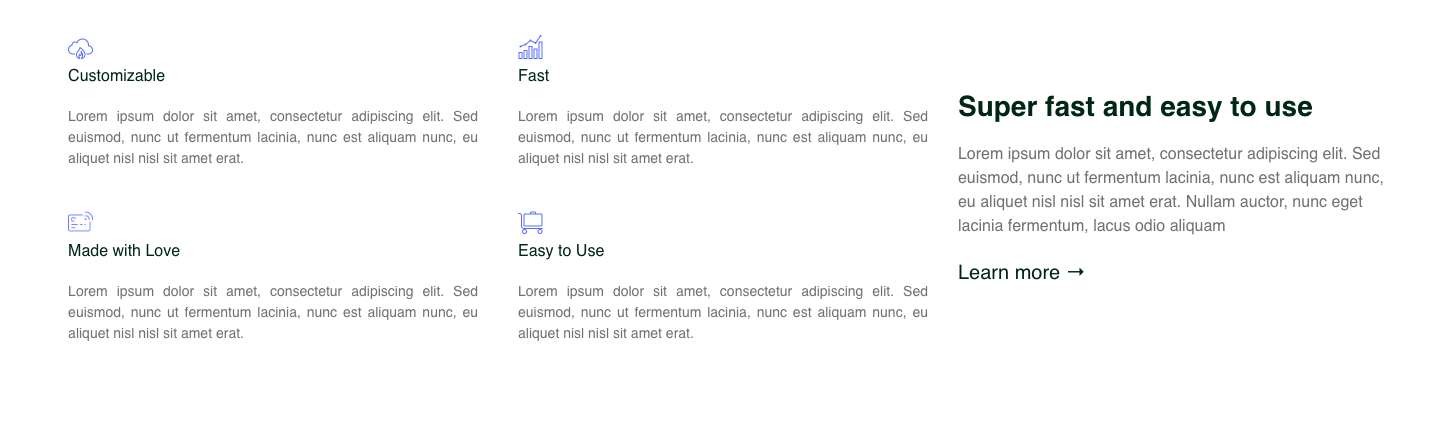 Customizable
Lorem ipsum dolor sit amet, consectetur adipiscing elit. Sed
euismod, nunc ut fermentum lacinia, nunc est aliquam nunc, eu
aliquet nisl nisl sit amet erat.
Fast
Lorem ipsum dolor sit amet, consectetur adipiscing elit. Sed
euismod, nunc ut fermentum lacinia, nunc est aliquam nunc, eu
aliquet nisl nisl sit amet erat.
Made with Love
Lorem ipsum dolor sit amet, consectetur adipiscing elit. Sed
euismod, nunc ut fermentum lacinia, nunc est aliquam nunc, eu
aliquet nisl nisl sit amet erat.
Easy to Use
Lorem ipsum dolor sit amet, consectetur adipiscing elit. Sed
euismod, nunc ut fermentum lacinia, nunc est aliquam nunc, eu
aliquet nisl nisl sit amet erat.
Super fast and easy to use
Lorem ipsum dolor sit amet, consectetur adipiscing elit. Sed
euismod, nunc ut fermentum lacinia, nunc est aliquam nunc,
eu aliquet nisl nisl sit amet erat. Nullam auctor, nunc eget
lacinia fermentum, lacus odio aliquam
Learn more →